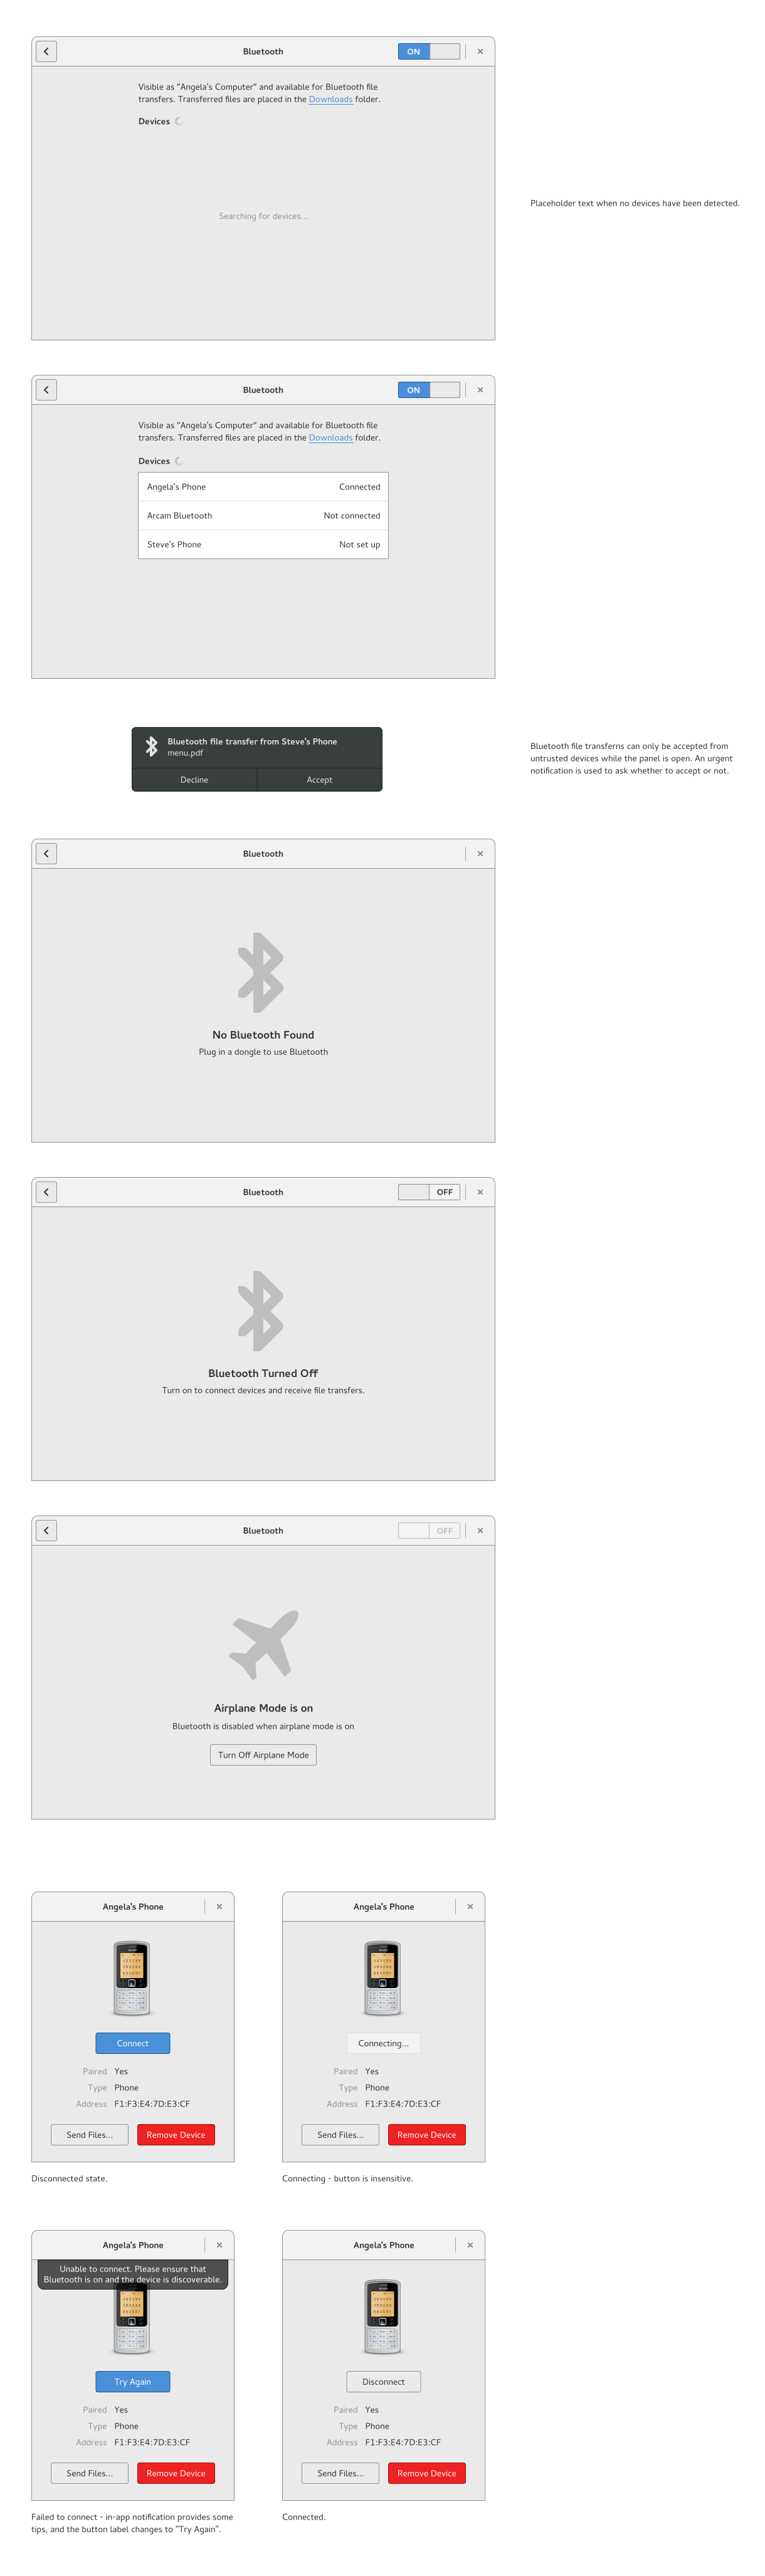 Bluetooth
ON
Visible as “Angela’s Computer” and available for Bluetooth file
transfers. Transferred files are placed in the Downloads folder.
Devices
Searching for devices...
Placeholder text when no devices have been detected.
Bluetooth
ON
Visible as “Angela’s Computer” and available for Bluetooth file
transfers. Transferred files are placed in the Downloads folder.
Devices
Angela’s Phone Connected
Arcam Bluetooth Not connected
Steve’s Phone Not set up
Bluetooth file transfer from Steve’s Phone
menu.pdf
Decline Accept
Bluetooth file transferns can only be accepted from
untrusted devices while the panel is open. An urgent
notification is used to ask whether to accept or not.
Bluetooth
No Bluetooth Found
Plug in a dongle to use Bluetooth
Bluetooth
OFF
Bluetooth Turned Off
Turn on to connect devices and receive file transfers.
Bluetooth
OFF
Airplane Mode is on
Bluetooth is disabled when airplane mode is on
Turn Off Airplane Mode
Angela’s Phone
Connect
Paired Yes
Type Phone
Address F1:F3:E4:7D:E3:CF
Send Files... Remove Device
Disconnected state.
Angela’s Phone
Connecting...
Paired Yes
Type Phone
Address F1:F3:E4:7D:E3:CF
Send Files... Remove Device
Connecting - button is insensitive.
Angela’s Phone
Unable to connect. Please ensure that
Bluetooth is on and the device is discoverable.
Try Again
Paired Yes
Type Phone
Address F1:F3:E4:7D:E3:CF
Send Files... Remove Device
Failed to connect - in-app notification provides some
tips, and the button label changes to “Try Again”.
Angela’s Phone
Disconnect
Paired Yes
Type Phone
Address F1:F3:E4:7D:E3:CF
Send Files... Remove Device
Connected.